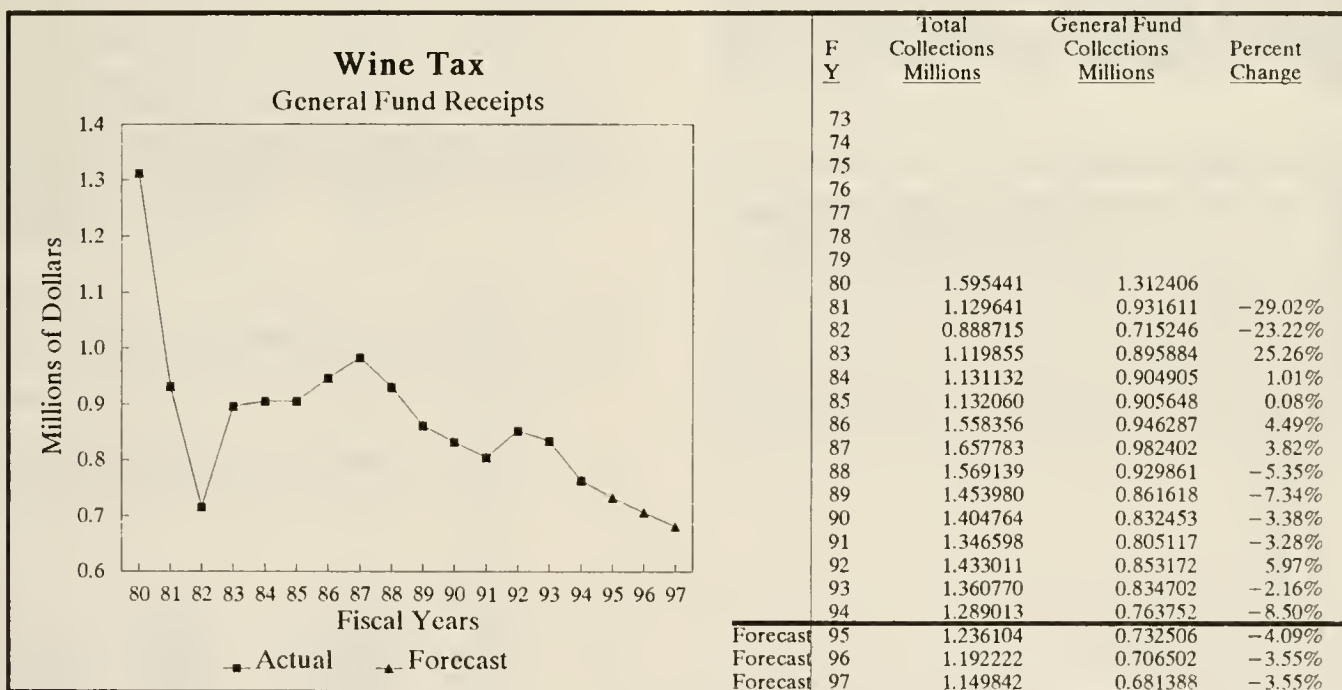 Wine Tax
General Fund Receipts
1.4
1.3
1.2
1.1
1.0
0.9
0.8
0.7
0.6
Millions of Dollars
80 81 82 83 84 85 86 87 88 89 90 91 92 93 94 95 96 97
Fiscal Years
Actual Forecast
Total General Fund
F Collections Collections Percent
Y Millions Millions Change
73
74
75
76
77
78
79
80 1.595441 1.312406
81 1.129641 0.931611 −29.02%
82 0.888715 0.715246 −23.22%
83 1.119855 0.895884 25.26%
84 1.131132 0.904905 1.01%
85 1.132060 0.905648 0.08%
86 1.558356 0.946287 4.49%
87 1.657783 0.982402 3.82%
88 1.569139 0.929861 −5.35%
89 1.453980 0.861618 −7.34%
90 1.404764 0.832453 −3.38%
91 1.346598 0.805117 −3.28%
92 1.433011 0.853172 5.97%
93 1.360770 0.834702 −2.16%
94 1.289013 0.763752 −8.50%
Forecast 95 1.236104 0.732506 −4.09%
Forecast 96 1.192222 0.706502 −3.55%
Forecast 97 1.149842 0.681388 −3.55%